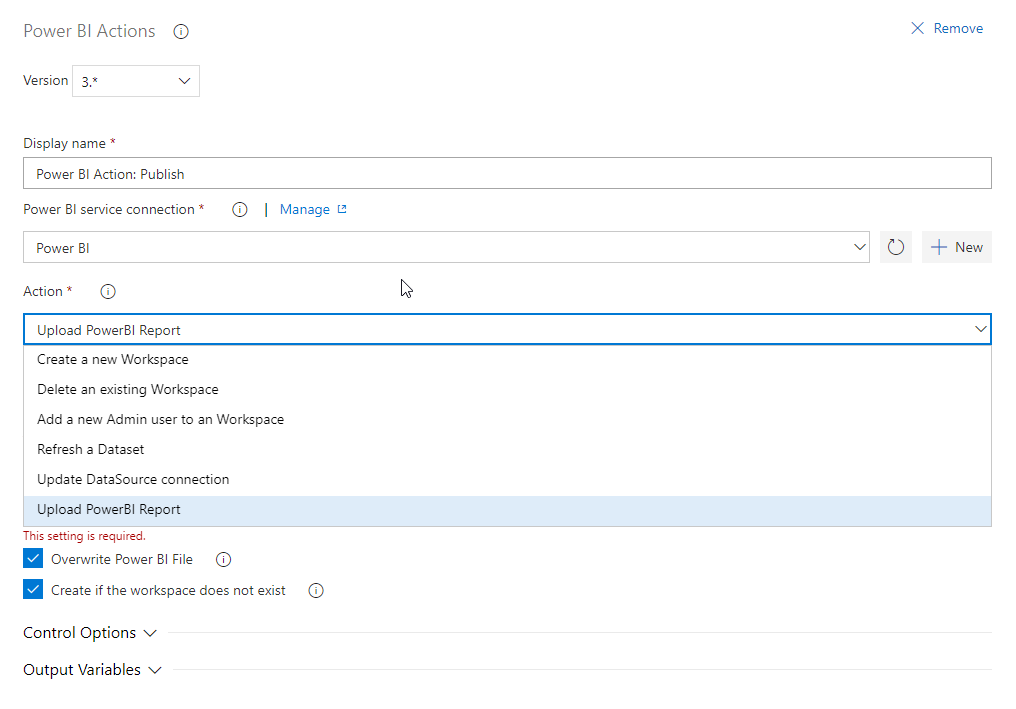 Power BI Actions
Remove
Version 3.*
Display name *
Power BI Action: Publish
Power BI service connection * | Manage
Power BI
New
Action *
Upload PowerBI Report
Create a new Workspace
Delete an existing Workspace
Add a new Admin user to an Workspace
Refresh a Dataset
Update DataSource connection
Upload PowerBI Report
This setting is required.
Overwrite Power BI File
Create if the workspace does not exist
Control Options
Output Variables